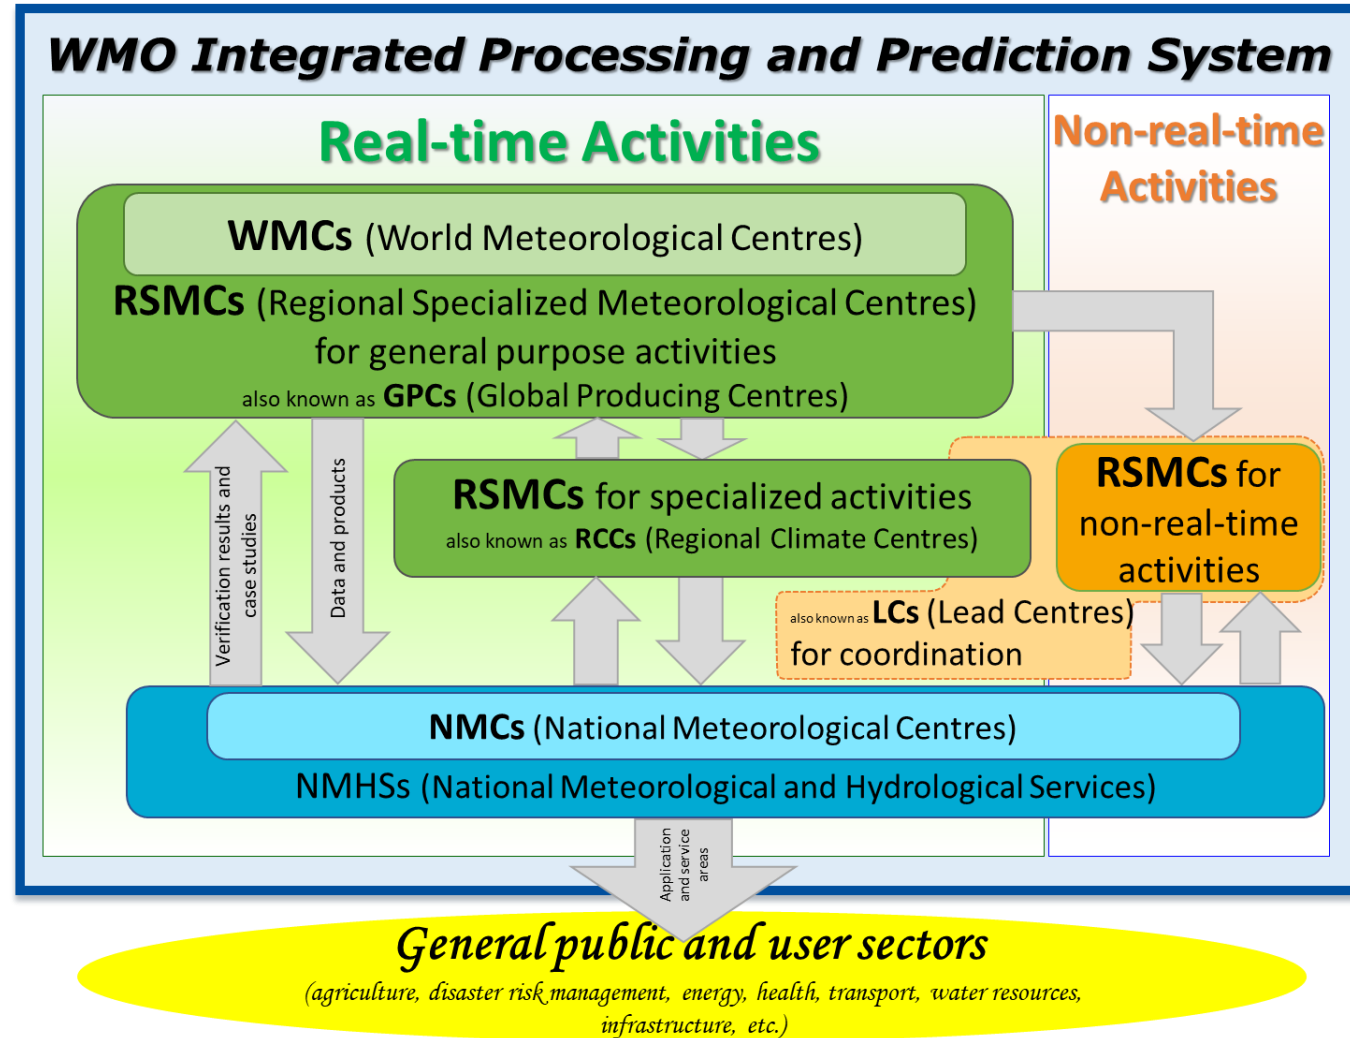 WMO Integrated Processing and Prediction System
Real-time Activities
Non-real-time
Activities
WMCs (World Meteorological Centres)
RSMCs (Regional Specialized Meteorological Centres)
for general purpose activities
also known as GPCs (Global Producing Centres)
Verification results and
case studies
Data and products
RSMCs for specialized activities
also known as RCCs (Regional Climate Centres)
RSMCs for
non-real-time
activities
also known as LCs (Lead Centres)
for coordination
NMCs (National Meteorological Centres)
NMHSs (National Meteorological and Hydrological Services)
Application
and service
areas
General public and user sectors
(agriculture, disaster risk management, energy, health, transport, water resources,
infrastructure, etc.)